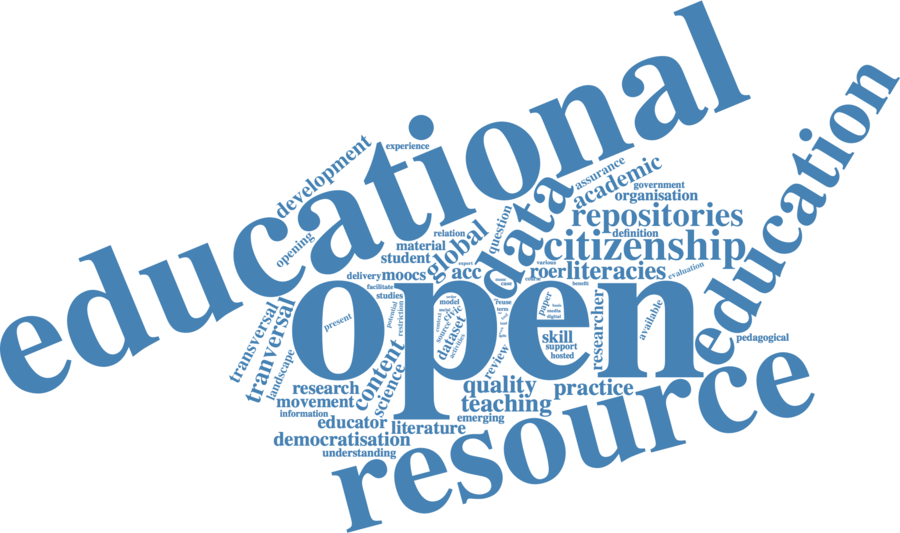 educational
education
open
resource
data
citizenship
repositories
development
experience
assurance
academic
government
organisation
definition
question
relation
global
material
student
opening
delivery
moocs
acc
expert
various
roer
literacies
evaluation
benefit
facilitate
studies
model
reuse
term
case
paper
media
digital
civic
source
dataset
activities
potential
restriction
present
transversal
tranversal
landscape
content
science
review
skill
support
hosted
researcher
available
pedagogical
research
movement
information
quality
practice
teaching
emerging
educator
literature
democratisation
understanding